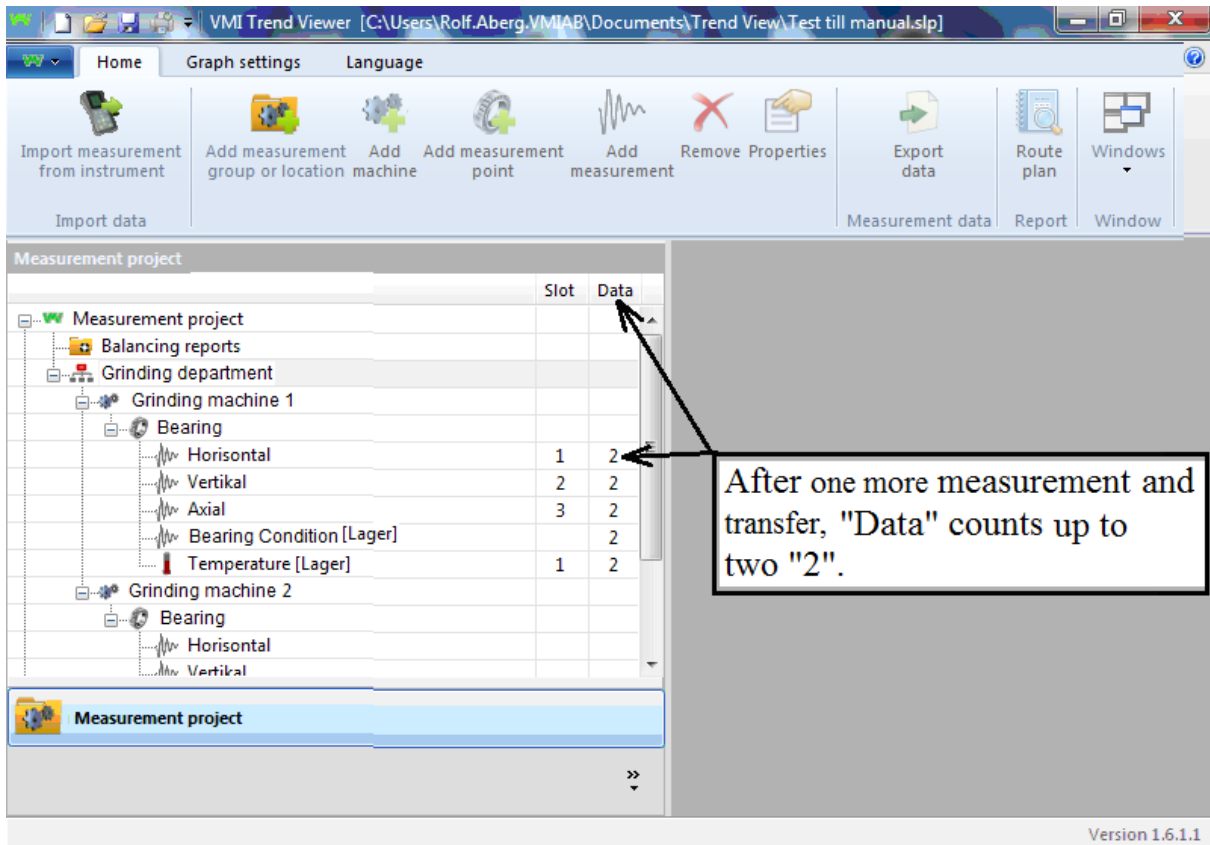 VMI Trend Viewer [C:\Users\Rolf.Aberg.VMIAB\Documents\Trend View\Test till manual.slp]
Home Graph settings Language
Import measurement from instrument
Add measurement group or location
Add machine
Add measurement point
Add measurement
Remove
Properties
Export data
Route plan
Windows
Import data
Measurement data
Report
Window
Measurement project
Slot Data
Measurement project
Balancing reports
Grinding department
Grinding machine 1
Bearing
Horisontal 1 2
Vertikal 2 2
Axial 3 2
Bearing Condition [Lager] 2
Temperature [Lager] 1 2
Grinding machine 2
Bearing
Horisontal
Vertikal
Measurement project
After one more measurement and
transfer, "Data" counts up to
two "2".
Version 1.6.1.1